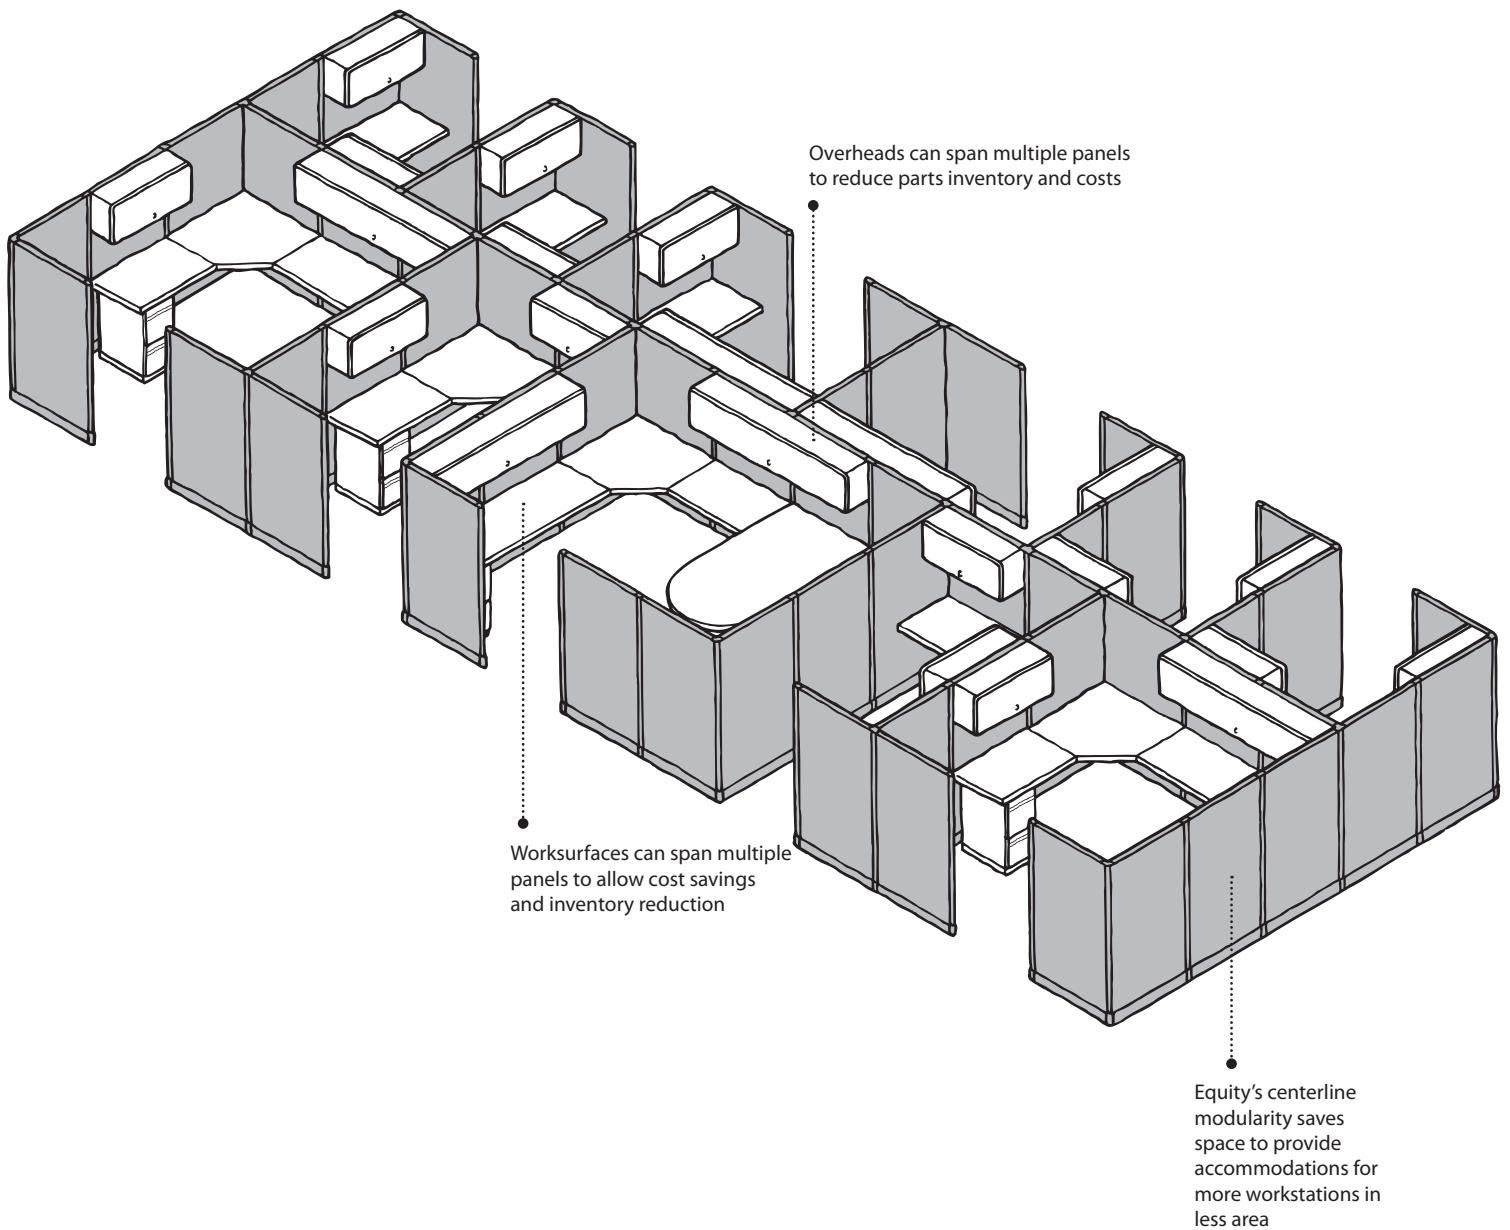 Overheads can span multiple panels
to reduce parts inventory and costs
Worksurfaces can span multiple
panels to allow cost savings
and inventory reduction
Equity’s centerline
modularity saves
space to provide
accommodations for
more workstations in
less area